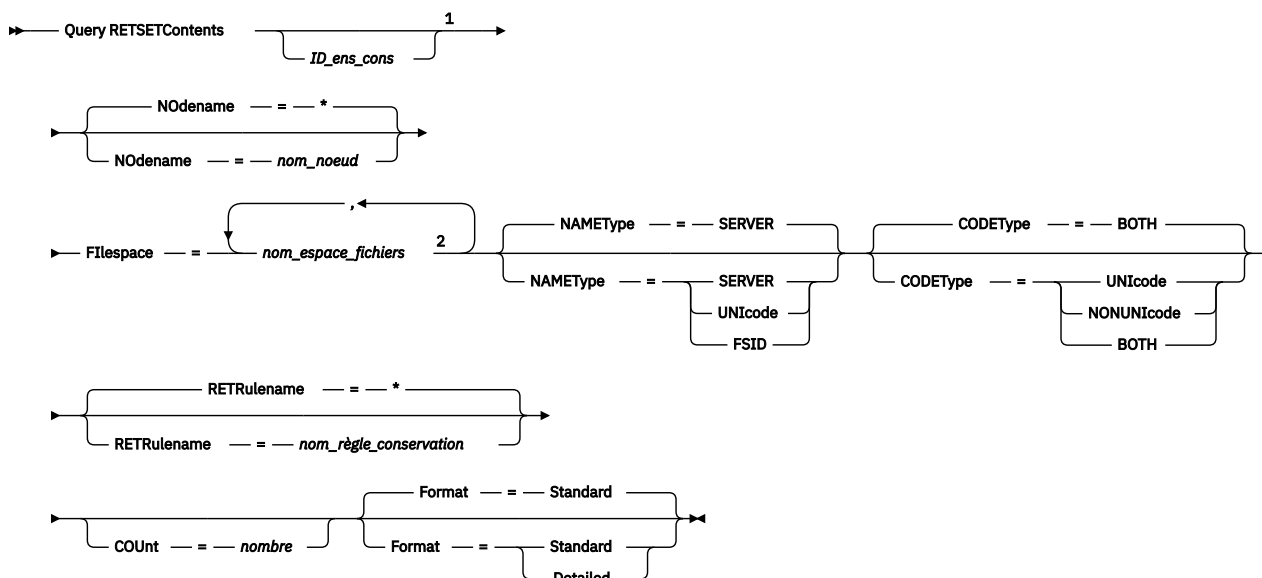 1
Query RETSETContents
ID_ens_cons
NOdename = *
NOdename = nom_noeud
,
FIlespace = nom_espace_fichiers 2
NAMEType = SERVER
NAMEType = SERVER
UNIcode
FSID
CODEType = BOTH
CODEType = UNIcode
NONUNIcode
BOTH
RETRulename = *
RETRulename = nom_règle_conservation
COUnt = nombre
Format = Standard
Format = Standard
Detailed